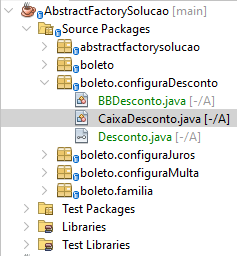 AbstractFactorySolucao [main]
Source Packages
abstractfactorysolucao
boleto
boleto.configuraDesconto
BBDesconto.java [-/A]
CaixaDesconto.java [-/A]
Desconto.java [-/A]
boleto.configuraJuros
boleto.configuraMulta
boleto.familia
Test Packages
Libraries
Test Libraries